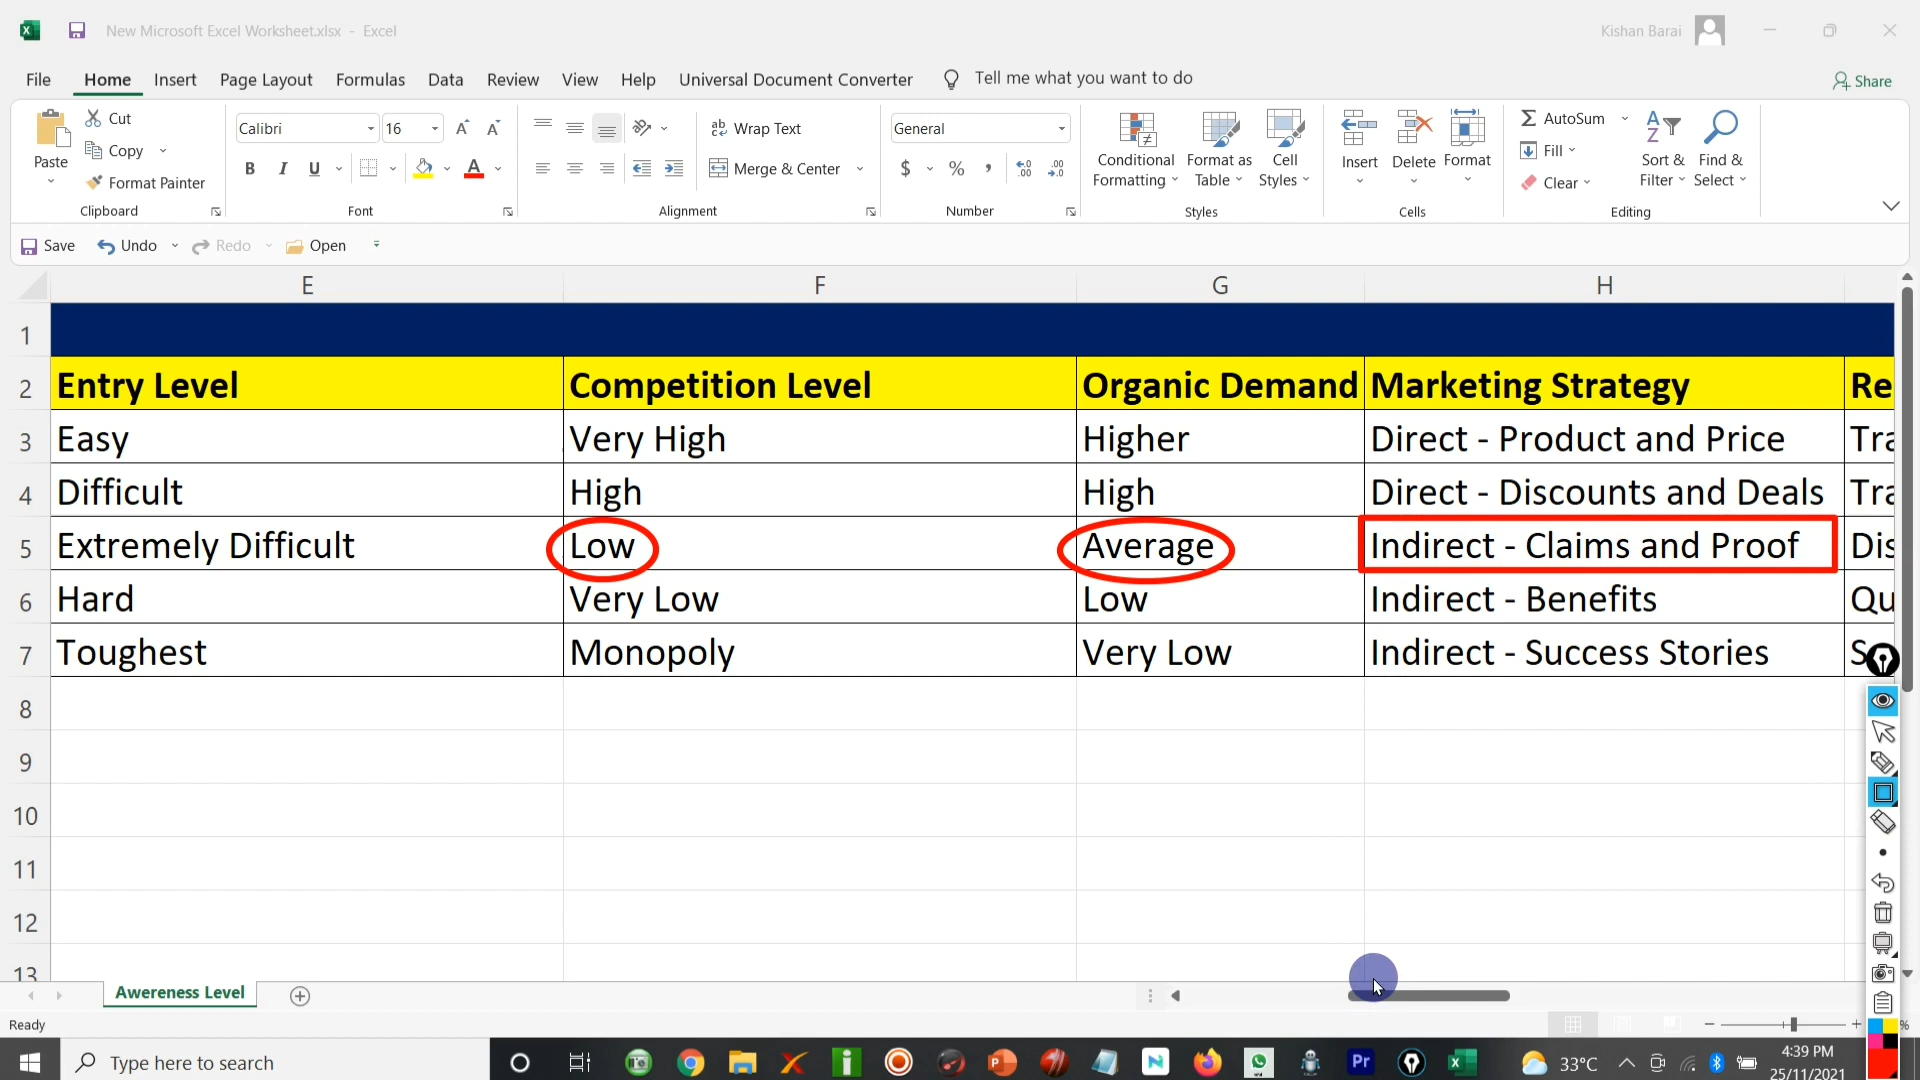 New Microsoft Excel Worksheet.xlsx - Excel
Kishan Barai
File Home Insert Page Layout Formulas Data Review View Help Universal Document Converter Tell me what you want to do
Share
Paste
Cut
Copy
Format Painter
Clipboard
Calibri 16
B I U
Font
Wrap Text
Merge & Center
Alignment
General
$ % ,
Number
Conditional
Formatting
Format as
Table
Cell
Styles
Styles
Insert Delete Format
Cells
AutoSum
Fill
Clear
Sort &
Filter
Find &
Select
Editing
Save Undo Redo Open
E F G H
1
2 Entry Level Competition Level Organic Demand Marketing Strategy Re
3 Easy Very High Higher Direct - Product and Price Tra
4 Difficult High High Direct - Discounts and Deals Tra
5 Extremely Difficult Low Average Indirect - Claims and Proof Dis
6 Hard Very Low Low Indirect - Benefits Qu
7 Toughest Monopoly Very Low Indirect - Success Stories S
8
9
10
11
12
13
Awereness Level
Ready
Type here to search
33°C
4:39 PM
25/11/2021